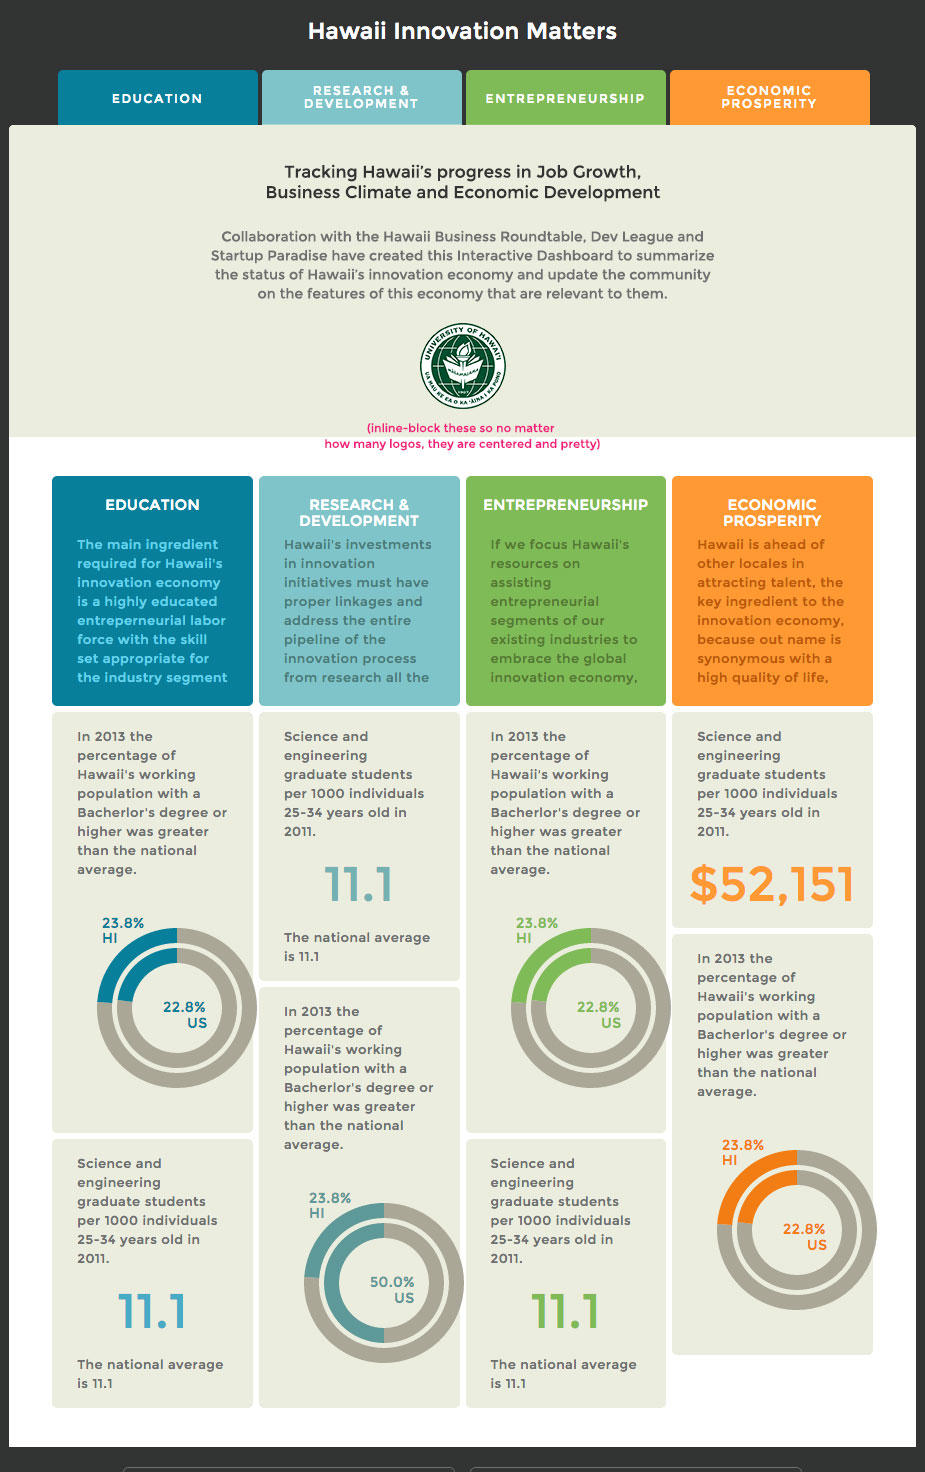 Hawaii Innovation Matters
EDUCATION
RESEARCH &
DEVELOPMENT
ENTREPRENEURSHIP
ECONOMIC
PROSPERITY
Tracking Hawaii's progress in Job Growth,
Business Climate and Economic Development
Collaboration with the Hawaii Business Roundtable, Dev League and
Startup Paradise have created this Interactive Dashboard to summarize
the status of Hawaii's innovation economy and update the community
on the features of this economy that are relevant to them.
UNIVERSITY OF HAWAI'I
UA MAU KE EA O KA 'ĀINA I KA PONO
1907
(inline-block these so no matter
how many logos, they are centered and pretty)
EDUCATION
The main ingredient
required for Hawaii's
innovation economy
is a highly educated
entreperneurial labor
force with the skill
set appropriate for
the industry segment
RESEARCH &
DEVELOPMENT
Hawaii's investments
in innovation
initiatives must have
proper linkages and
address the entire
pipeline of the
innovation process
from research all the
ENTREPRENEURSHIP
If we focus Hawaii's
resources on
assisting
entrepreneurial
segments of our
existing industries to
embrace the global
innovation economy,
ECONOMIC
PROSPERITY
Hawaii is ahead of
other locales in
attracting talent, the
key ingredient to the
innovation economy,
because out name is
synonymous with a
high quality of life,
In 2013 the
percentage of
Hawaii's working
population with a
Bacherlor's degree or
higher was greater
than the national
average.
23.8%
HI
22.8%
US
Science and
engineering
graduate students
per 1000 individuals
25-34 years old in
2011.
11.1
The national average
is 11.1
Science and
engineering
graduate students
per 1000 individuals
25-34 years old in
2011.
11.1
The national average
is 11.1
In 2013 the
percentage of
Hawaii's working
population with a
Bacherlor's degree or
higher was greater
than the national
average.
23.8%
HI
50.0%
US
In 2013 the
percentage of
Hawaii's working
population with a
Bacherlor's degree or
higher was greater
than the national
average.
23.8%
HI
22.8%
US
Science and
engineering
graduate students
per 1000 individuals
25-34 years old in
2011.
11.1
The national average
is 11.1
Science and
engineering
graduate students
per 1000 individuals
25-34 years old in
2011.
$52,151
In 2013 the
percentage of
Hawaii's working
population with a
Bacherlor's degree or
higher was greater
than the national
average.
23.8%
HI
22.8%
US